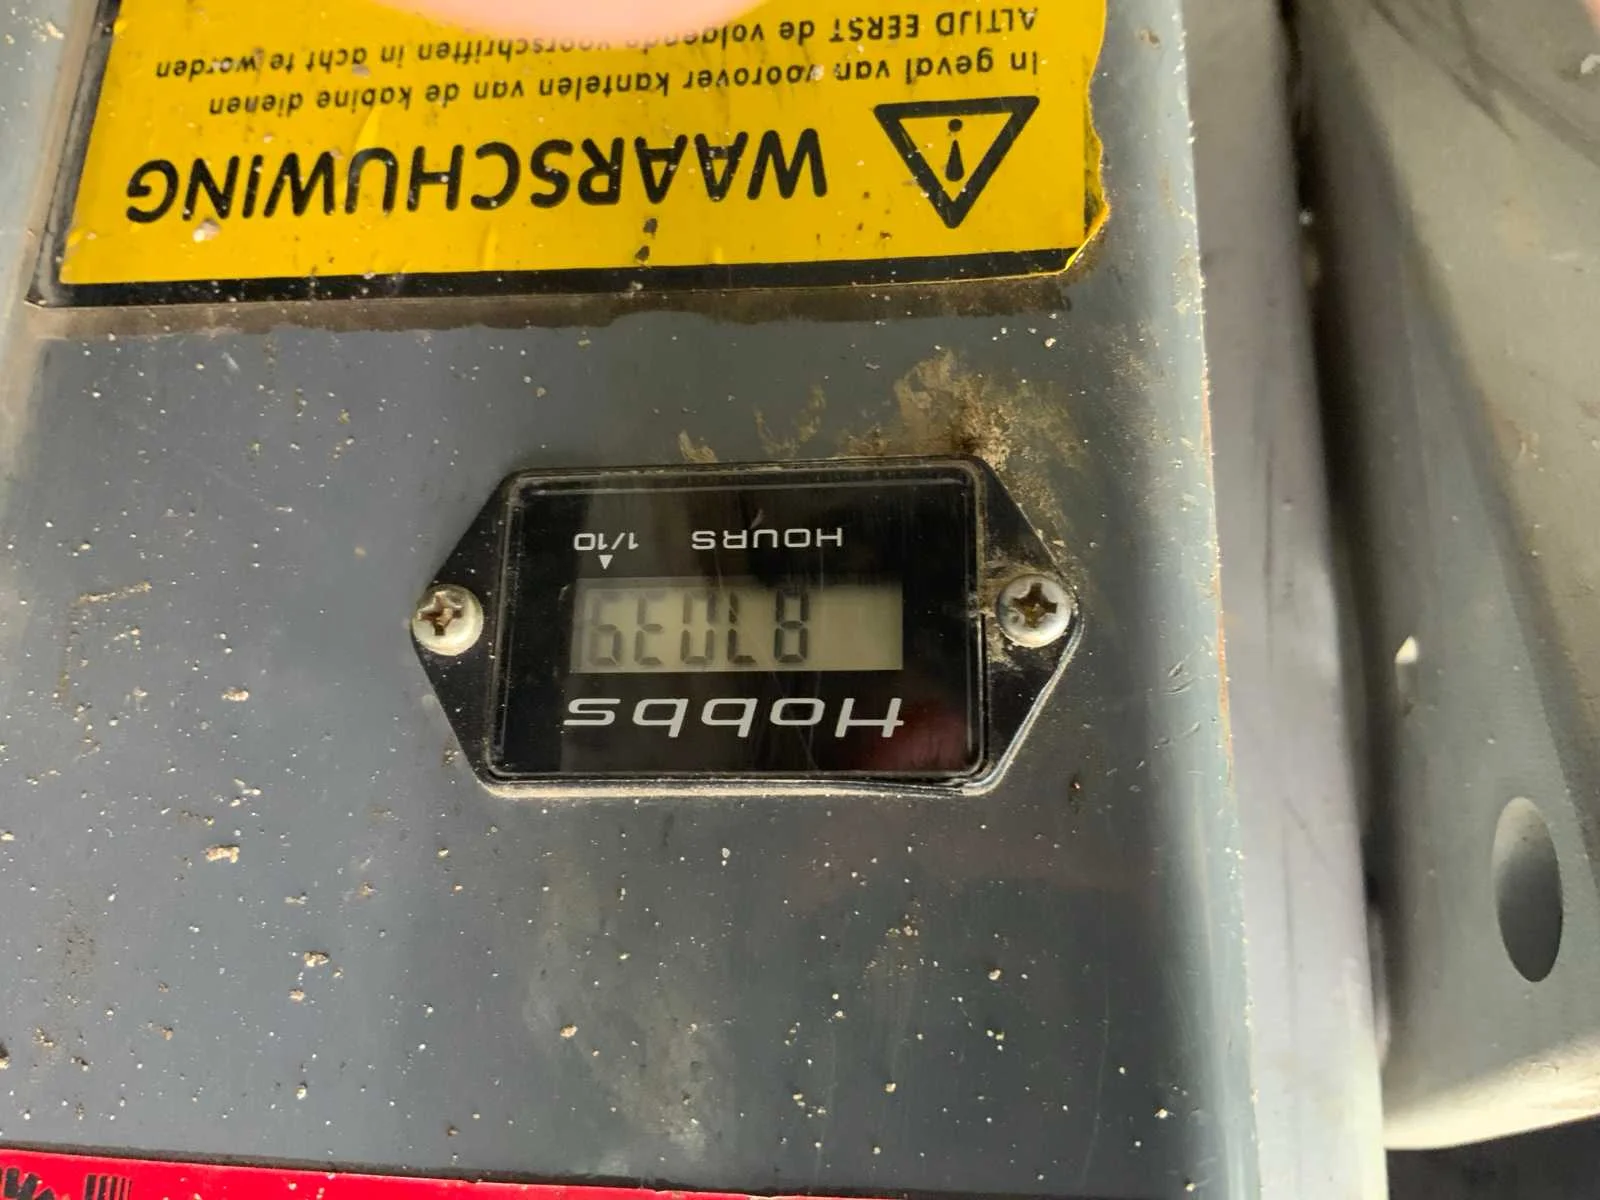 Hobbs
87039
HOURS 1/10
WAARSCHUWING
In geval van voorover kantelen van de kabine dienen
ALTIJD EERST de volgende voorschriften in acht te worden